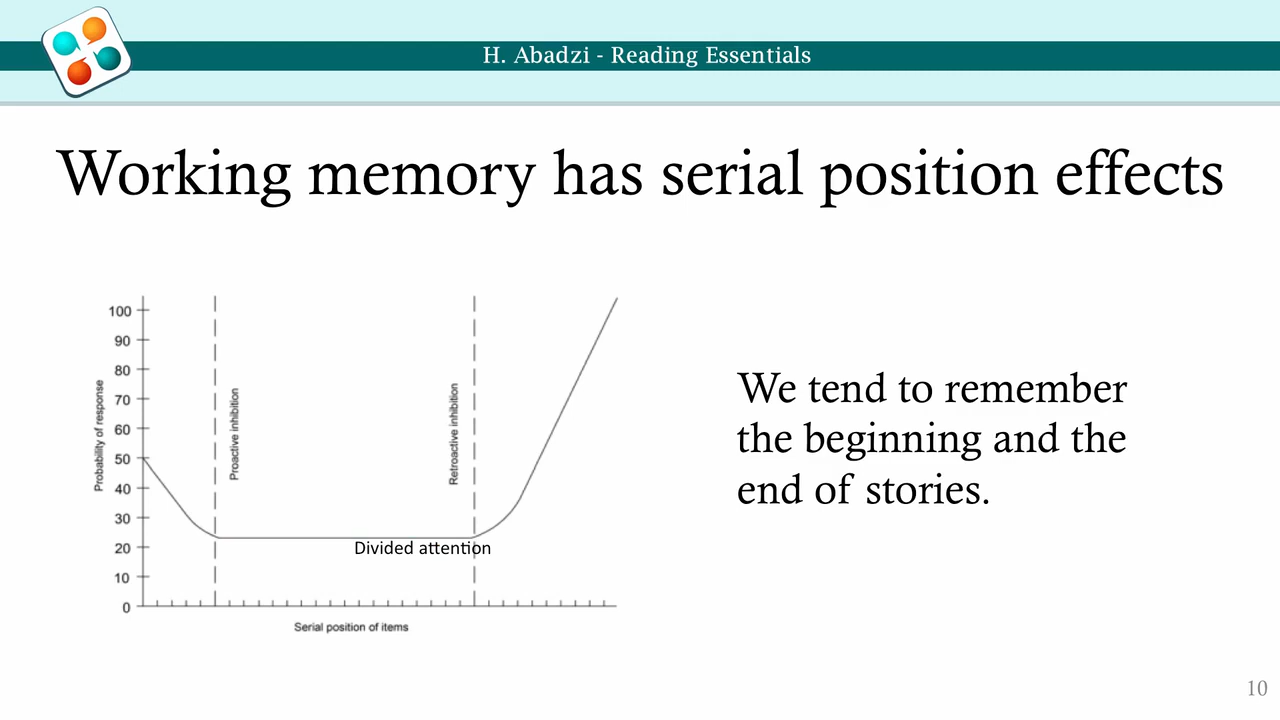 H. Abadzi - Reading Essentials
Working memory has serial position effects
100
90
80
70
60
50
40
30
20
10
0
Probability of response
Proactive inhibition
Retroactive inhibition
Divided attention
Serial position of items
We tend to remember
the beginning and the
end of stories.
10